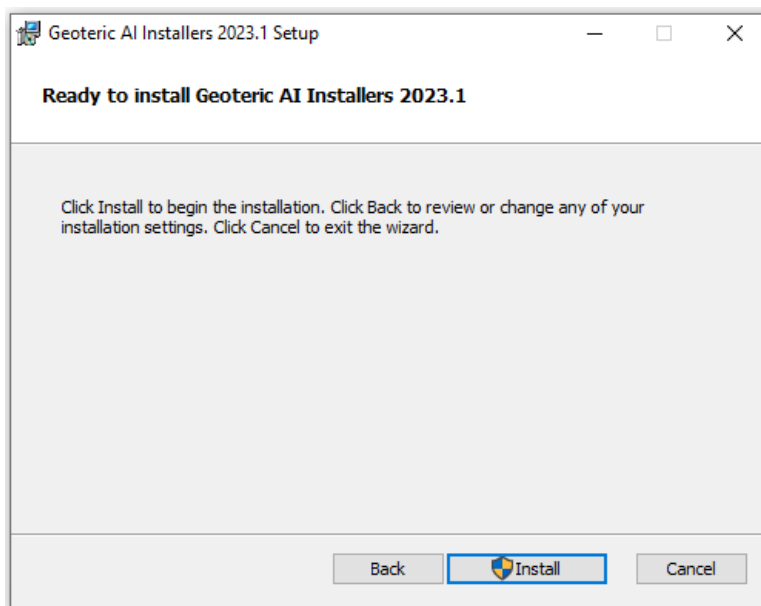 Geoteric AI Installers 2023.1 Setup
Ready to install Geoteric AI Installers 2023.1
Click Install to begin the installation. Click Back to review or change any of your
installation settings. Click Cancel to exit the wizard.
Back
Install
Cancel